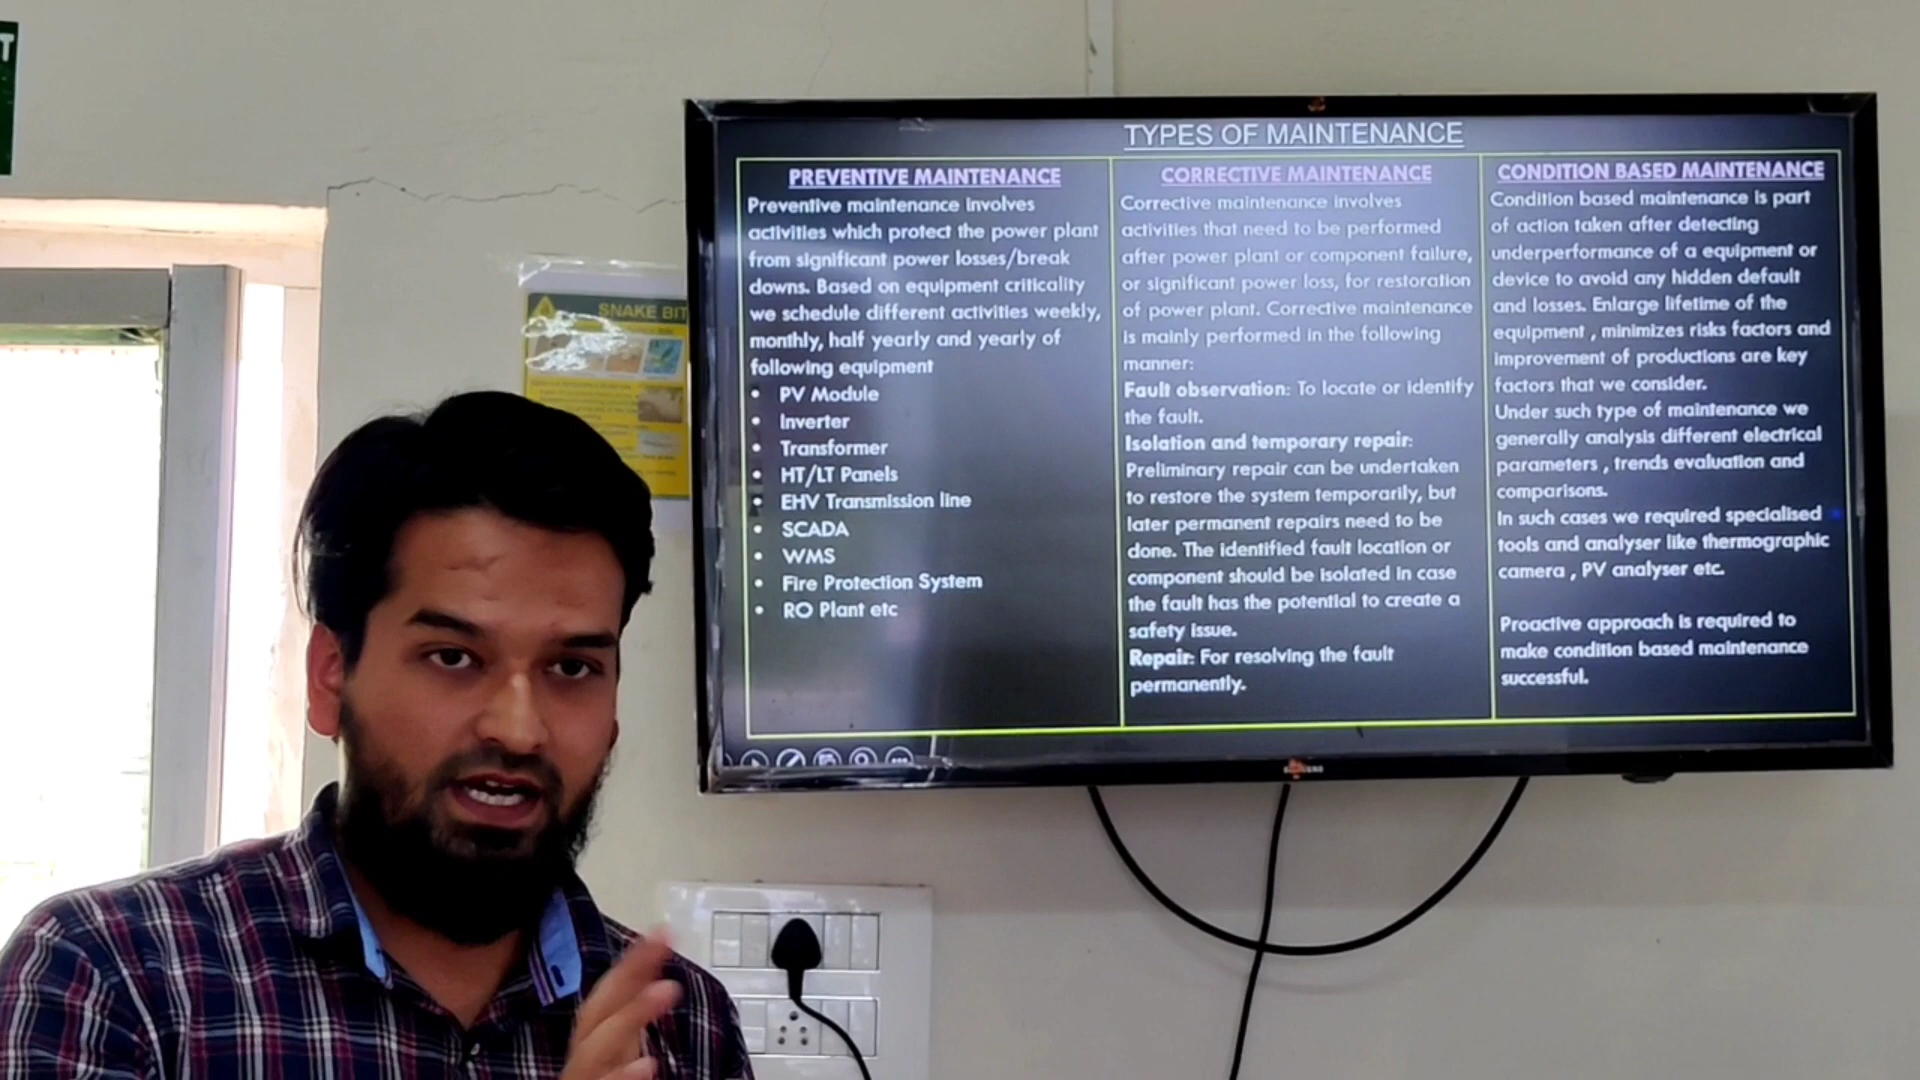 T
SNAKE BIT
TYPES OF MAINTENANCE
PREVENTIVE MAINTENANCE
Preventive maintenance involves
activities which protect the power plant
from significant power losses/break
downs. Based on equipment criticality
we schedule different activities weekly,
monthly, half yearly and yearly of
following equipment
• PV Module
• Inverter
• Transformer
• HT/LT Panels
• EHV Transmission line
• SCADA
• WMS
• Fire Protection System
• RO Plant etc
CORRECTIVE MAINTENANCE
Corrective maintenance involves
activities that need to be performed
after power plant or component failure,
or significant power loss, for restoration
of power plant. Corrective maintenance
is mainly performed in the following
manner:
Fault observation: To locate or identify
the fault.
Isolation and temporary repair:
Preliminary repair can be undertaken
to restore the system temporarily, but
later permanent repairs need to be
done. The identified fault location or
component should be isolated in case
the fault has the potential to create a
safety issue.
Repair: For resolving the fault
permanently.
CONDITION BASED MAINTENANCE
Condition based maintenance is part
of action taken after detecting
underperformance of a equipment or
device to avoid any hidden default
and losses. Enlarge lifetime of the
equipment , minimizes risks factors and
improvement of productions are key
factors that we consider.
Under such type of maintenance we
generally analysis different electrical
parameters , trends evaluation and
comparisons.
In such cases we required specialised
tools and analyser like thermographic
camera , PV analyser etc.
Proactive approach is required to
make condition based maintenance
successful.